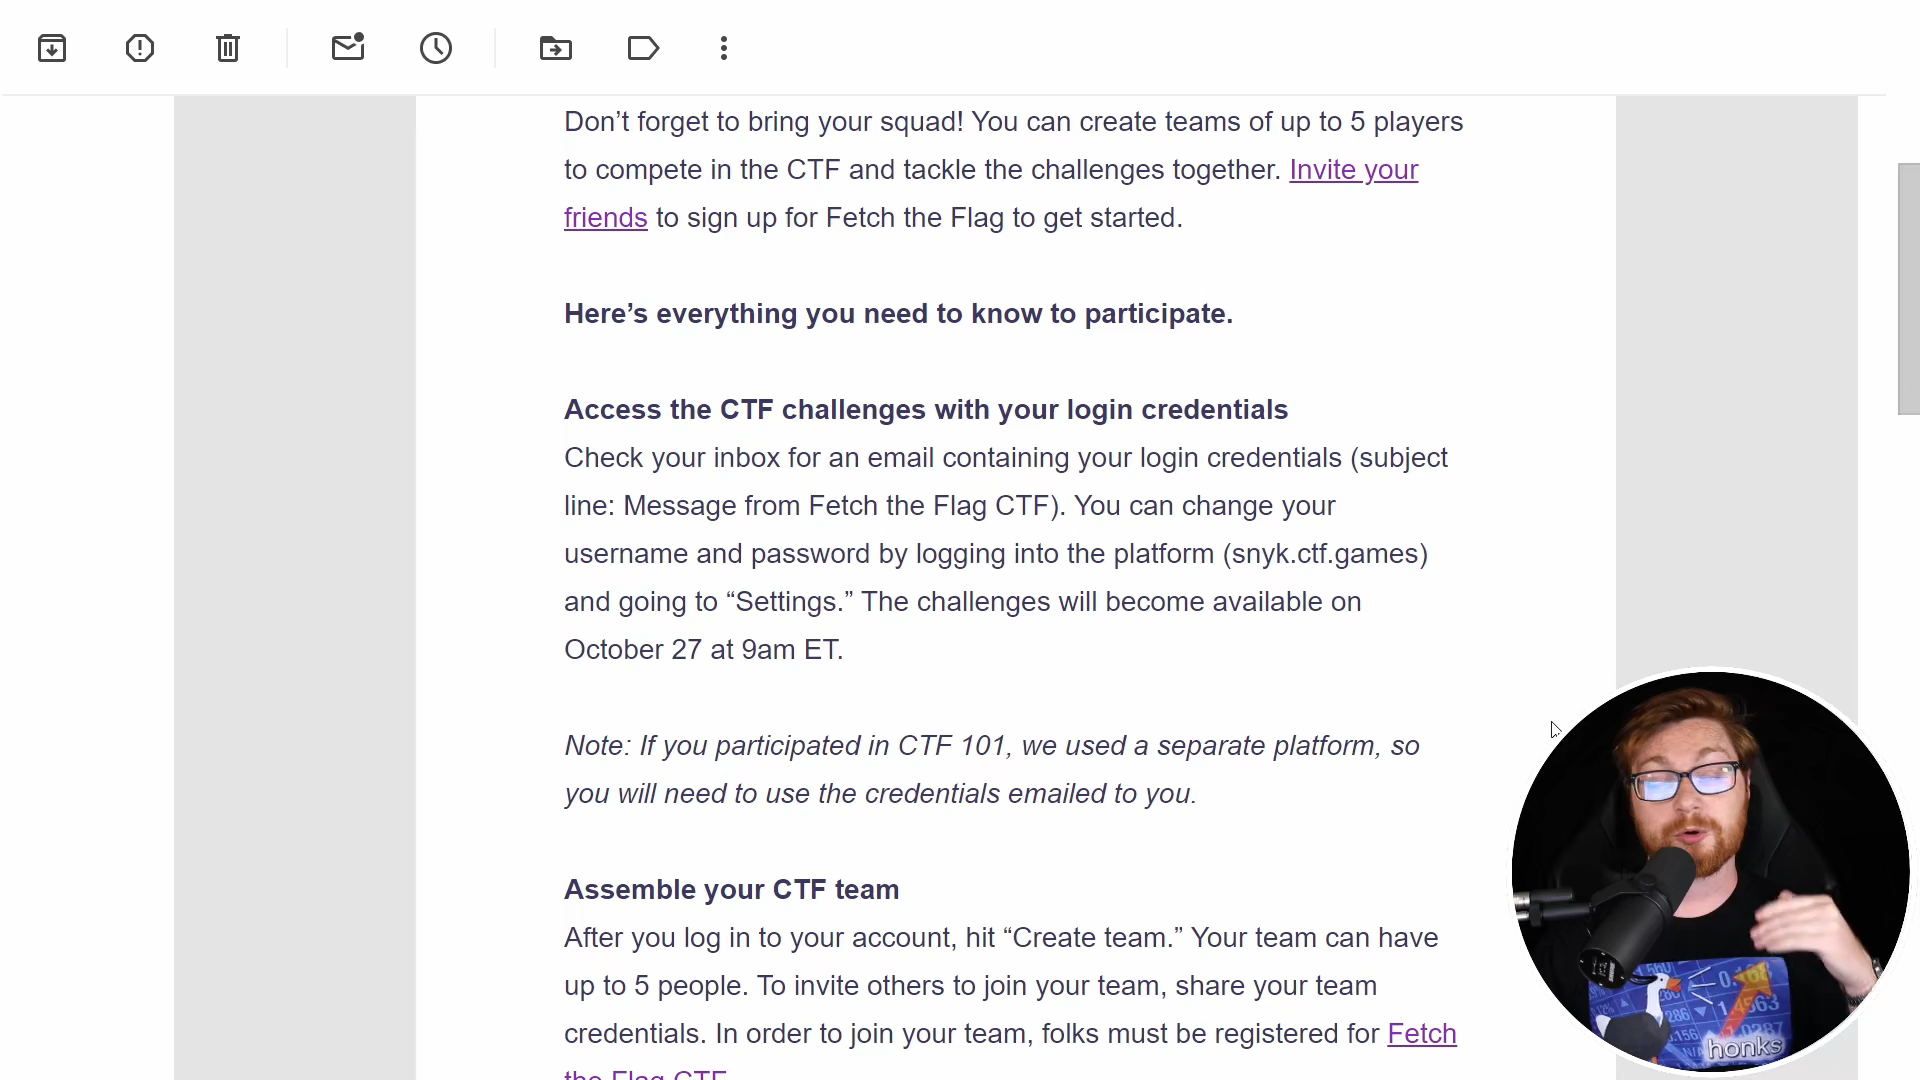 Don’t forget to bring your squad! You can create teams of up to 5 players
to compete in the CTF and tackle the challenges together. Invite your
friends to sign up for Fetch the Flag to get started.
Here’s everything you need to know to participate.
Access the CTF challenges with your login credentials
Check your inbox for an email containing your login credentials (subject
line: Message from Fetch the Flag CTF). You can change your
username and password by logging into the platform (snyk.ctf.games)
and going to “Settings.” The challenges will become available on
October 27 at 9am ET.
Note: If you participated in CTF 101, we used a separate platform, so
you will need to use the credentials emailed to you.
Assemble your CTF team
After you log in to your account, hit “Create team.” Your team can have
up to 5 people. To invite others to join your team, share your team
credentials. In order to join your team, folks must be registered for Fetch
the Flag CTF
honks